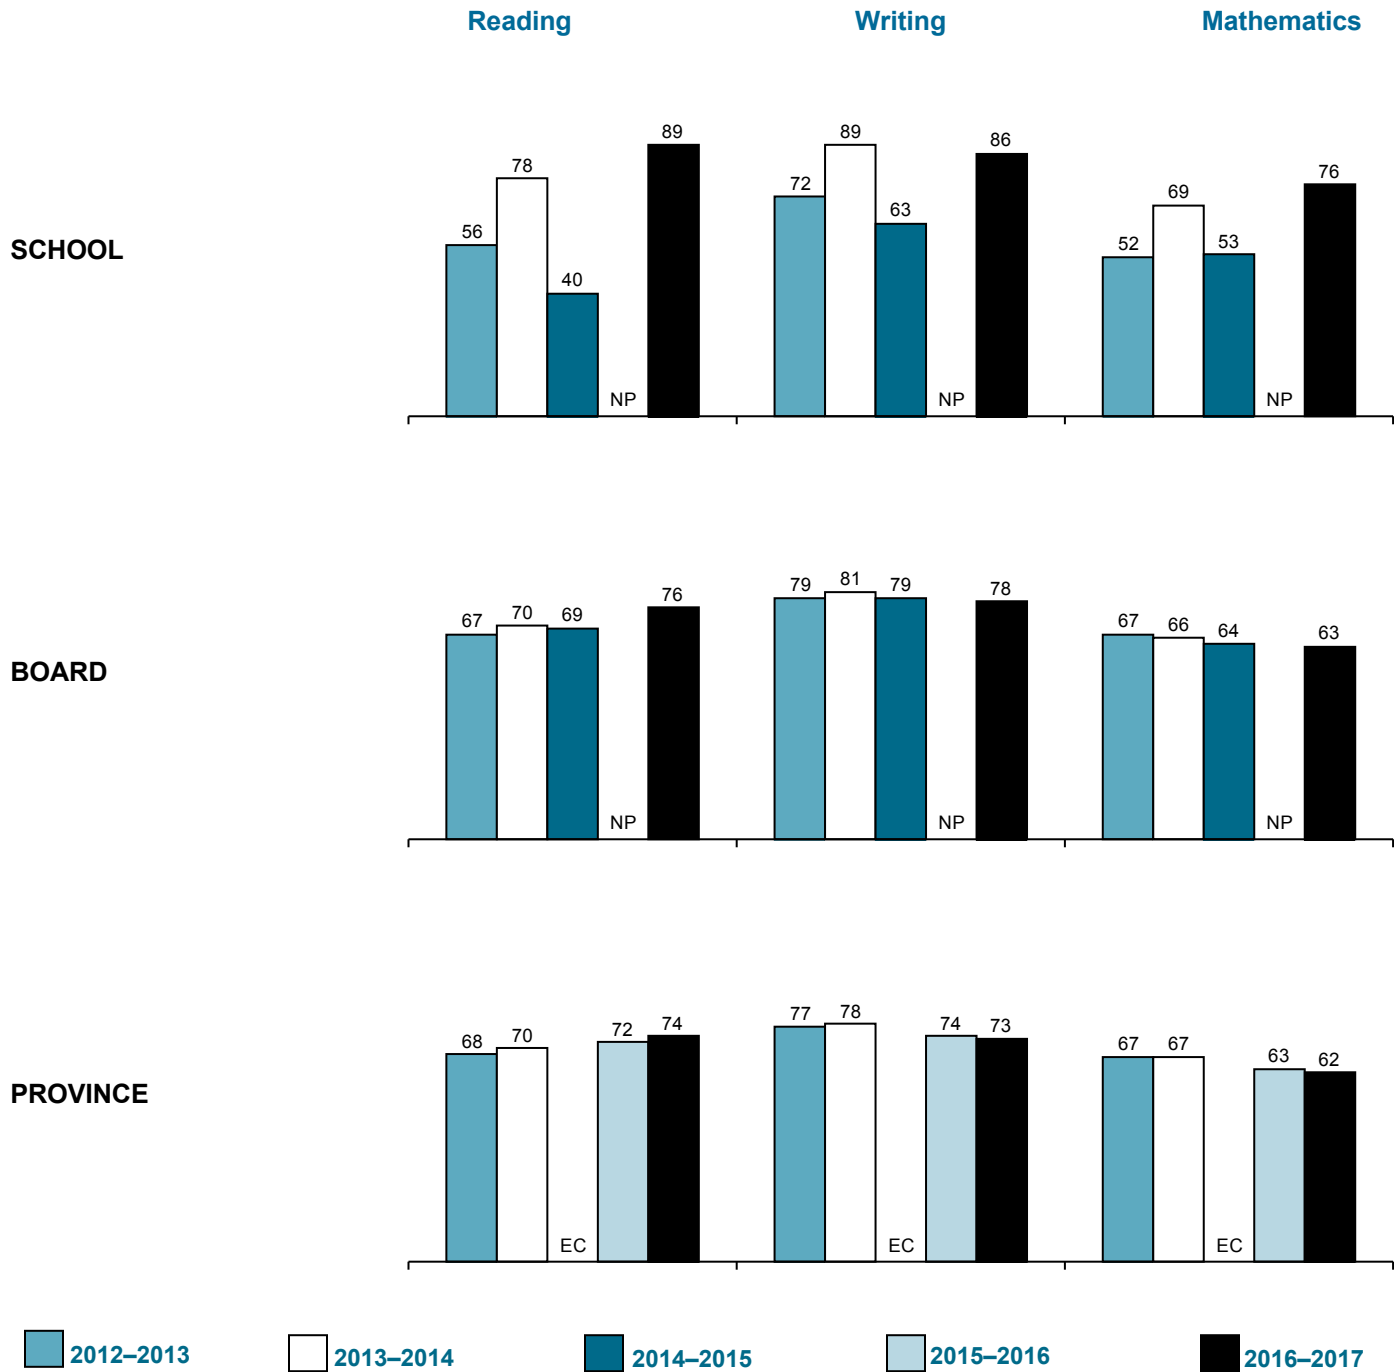 Reading Writing Mathematics
SCHOOL
56 78 40 NP 89 72 89 63 NP 86 52 69 53 NP 76
BOARD
67 70 69 NP 76 79 81 79 NP 78 67 66 64 NP 63
PROVINCE
68 70 EC 72 74 77 78 EC 74 73 67 67 EC 63 62
2012–2013 2013–2014 2014–2015 2015–2016 2016–2017